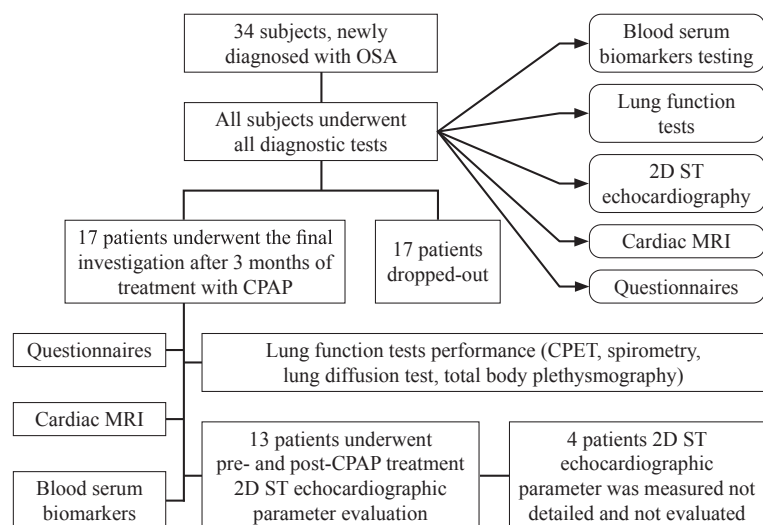 34 subjects, newly
diagnosed with OSA
All subjects underwent
all diagnostic tests
Blood serum
biomarkers testing
Lung function
tests
2D ST
echocardiography
Cardiac MRI
Questionnaires
17 patients underwent the final
investigation after 3 months of
treatment with CPAP
17 patients
dropped-out
Questionnaires
Lung function tests performance (CPET, spirometry,
lung diffusion test, total body plethysmography)
Cardiac MRI
Blood serum
biomarkers
13 patients underwent
pre- and post-CPAP treatment
2D ST echocardiographic
parameter evaluation
4 patients 2D ST
echocardiographic
parameter was measured not
detailed and not evaluated